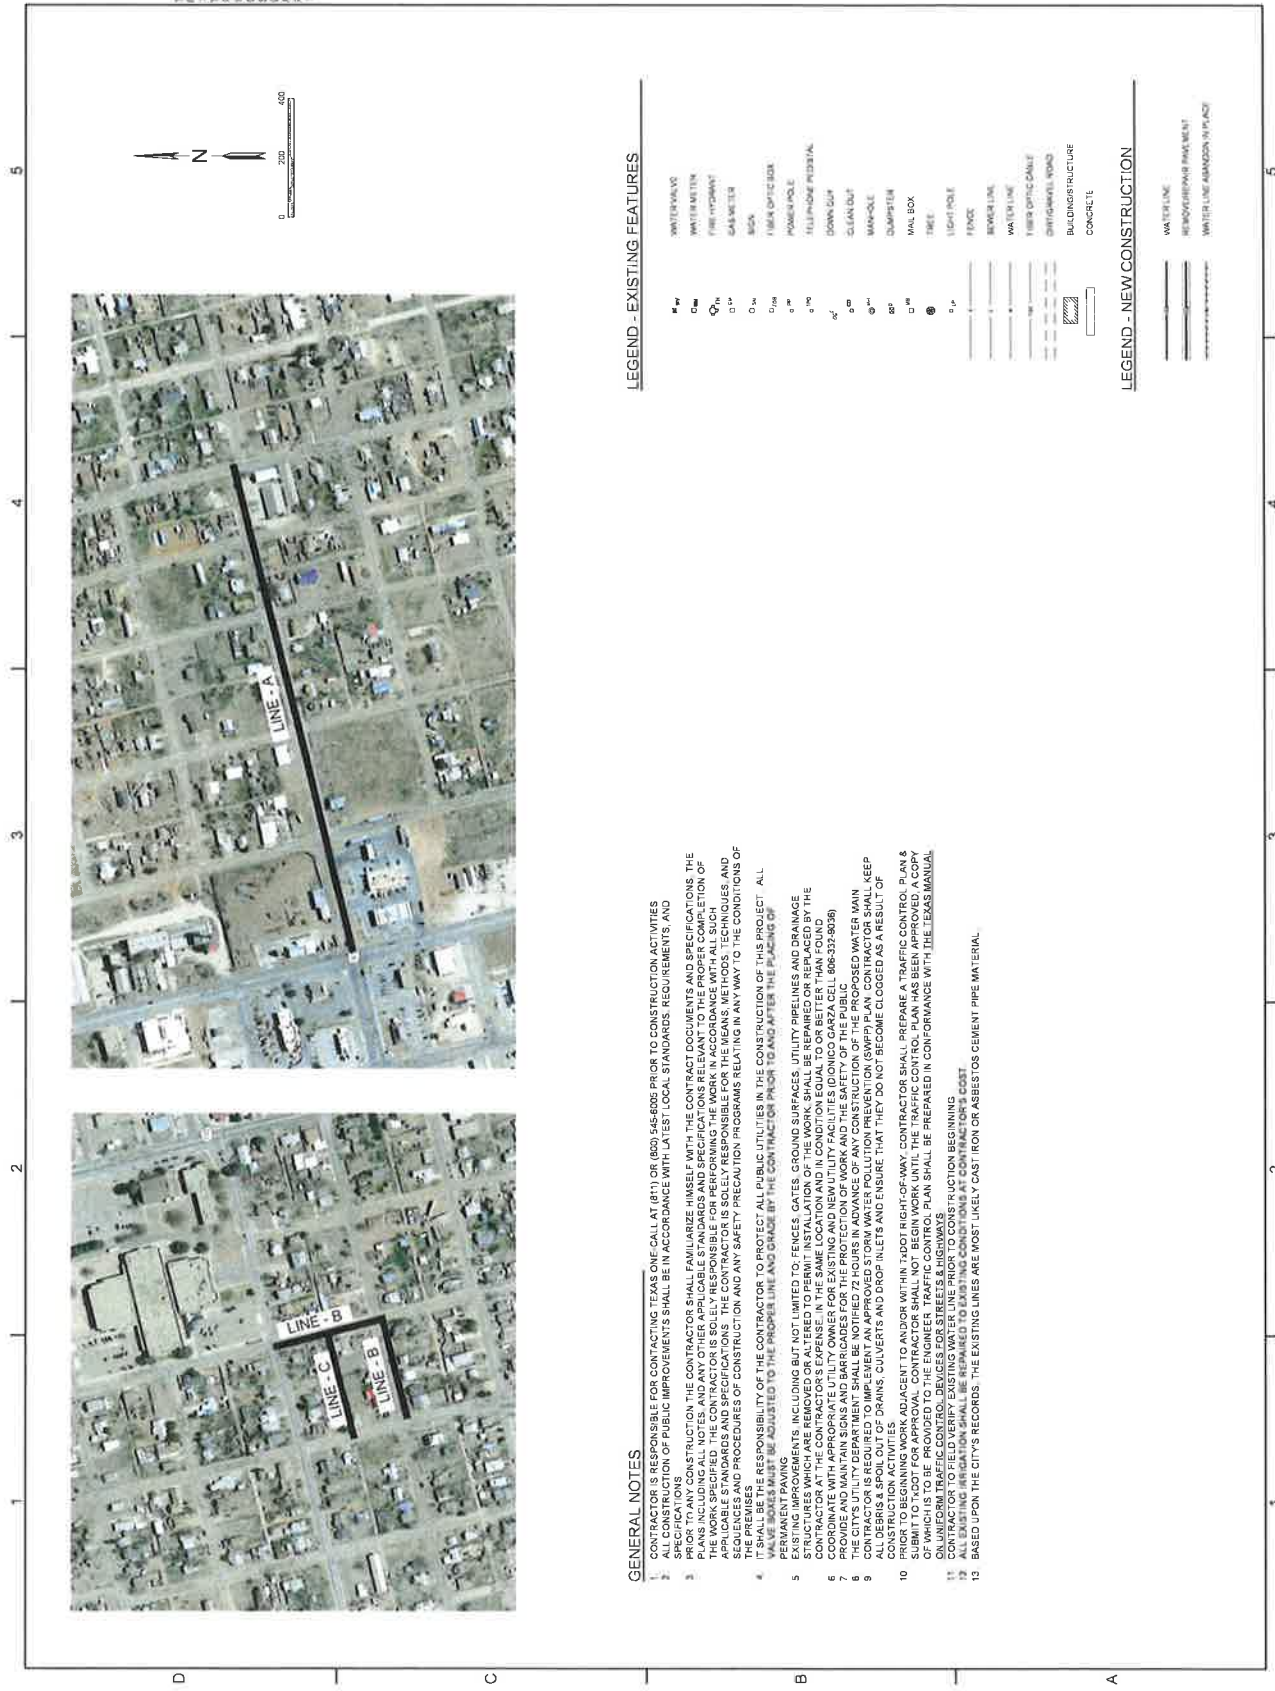 1
2
3
4
5
D
C
B
A
N
0 200 400
LINE - A
LINE - B
LINE - C
LINE - B
GENERAL NOTES
1. CONTRACTOR IS RESPONSIBLE FOR CONTACTING TEXAS ONE-CALL AT (811) OR (800) 545-6005 PRIOR TO CONSTRUCTION ACTIVITIES
2. ALL CONSTRUCTION OF PUBLIC IMPROVEMENTS SHALL BE IN ACCORDANCE WITH LATEST LOCAL STANDARDS, REQUIREMENTS, AND
SPECIFICATIONS
3. PRIOR TO ANY CONSTRUCTION, THE CONTRACTOR SHALL FAMILIARIZE HIMSELF WITH THE CONTRACT DOCUMENTS AND SPECIFICATIONS, THE
PLANS, INCLUDING ALL NOTES, AND ANY OTHER APPLICABLE STANDARDS AND SPECIFICATIONS RELEVANT TO THE PROPER COMPLETION OF
THE WORK SPECIFIED. THE CONTRACTOR IS SOLELY RESPONSIBLE FOR PERFORMING THE WORK IN ACCORDANCE WITH ALL SUCH
APPLICABLE STANDARDS AND SPECIFICATIONS. THE CONTRACTOR IS SOLELY RESPONSIBLE FOR THE MEANS, METHODS, TECHNIQUES, AND
SEQUENCES AND PROCEDURES OF CONSTRUCTION AND ANY SAFETY PRECAUTION PROGRAMS RELATING IN ANY WAY TO THE CONDITIONS OF
THE PREMISES
4. IT SHALL BE THE RESPONSIBILITY OF THE CONTRACTOR TO PROTECT ALL PUBLIC UTILITIES IN THE CONSTRUCTION OF THIS PROJECT ALL
VALVE BOXES MUST BE ADJUSTED TO THE PROPER LINE AND GRADE BY THE CONTRACTOR PRIOR TO AND AFTER THE PLACING OF
PERMANENT PAVING
5 EXISTING IMPROVEMENTS, INCLUDING BUT NOT LIMITED TO; FENCES, GATES, GROUND SURFACES, UTILITY PIPELINES AND DRAINAGE
STRUCTURES WHICH ARE REMOVED OR ALTERED TO PERMIT INSTALLATION OF THE WORK, SHALL BE REPAIRED OR REPLACED BY THE
CONTRACTOR AT THE CONTRACTOR'S EXPENSE, IN THE SAME LOCATION AND IN CONDITION EQUAL TO OR BETTER THAN FOUND
6 COORDINATE WITH APPROPRIATE UTILITY OWNER FOR EXISTING AND NEW UTILITY FACILITIES (DIONICO GARZA CELL 806-332-9036)
7 PROVIDE AND MAINTAIN SIGNS AND BARRICADES FOR THE PROTECTION OF WORK AND THE SAFETY OF THE PUBLIC
8 THE CITY'S UTILITY DEPARTMENT SHALL BE NOTIFIED 72 HOURS IN ADVANCE OF ANY CONSTRUCTION OF THE PROPOSED WATER MAIN
9 CONTRACTOR IS REQUIRED TO IMPLEMENT AN APPROVED STORM WATER POLLUTION PREVENTION (SWPP) PLAN. CONTRACTOR SHALL KEEP
ALL DEBRIS & SPOIL OUT OF DRAINS, CULVERTS AND DROP INLETS AND ENSURE THAT THEY DO NOT BECOME CLOGGED AS A RESULT OF
CONSTRUCTION ACTIVITIES
10 PRIOR TO BEGINNING WORK ADJACENT TO AND/OR WITHIN TxDOT RIGHT-OF-WAY, CONTRACTOR SHALL PREPARE A TRAFFIC CONTROL PLAN &
SUBMIT TO TxDOT FOR APPROVAL. CONTRACTOR SHALL NOT BEGIN WORK UNTIL THE TRAFFIC CONTROL PLAN HAS BEEN APPROVED, A COPY
OF WHICH IS TO BE PROVIDED TO THE ENGINEER. TRAFFIC CONTROL PLAN SHALL BE PREPARED IN CONFORMANCE WITH THE TEXAS MANUAL
ON UNIFORM TRAFFIC CONTROL DEVICES FOR STREETS & HIGHWAYS
11 CONTRACTOR TO FIELD VERIFY EXISTING WATER LINE PRIOR TO CONSTRUCTION BEGINNING
12 ALL EXISTING IRRIGATION SHALL BE REPAIRED TO EXISTING CONDITIONS AT CONTRACTOR'S COST
13 BASED UPON THE CITY'S RECORDS, THE EXISTING LINES ARE MOST LIKELY CAST IRON OR ASBESTOS CEMENT PIPE MATERIAL
LEGEND - EXISTING FEATURES
WV WATER VALVE
WM WATER METER
FH FIRE HYDRANT
GAS METER
SN SIGN
FOB FIBER OPTIC BOX
PP POWER POLE
TPD TELEPHONE PEDESTAL
DOWN GUY
CO CLEAN OUT
MH MANHOLE
DUMPSTER
MB MAIL BOX
TREE
LP LIGHT POLE
FENCE
SEWER LINE
WATER LINE
FIBER OPTIC CABLE
DIRT/GRAVEL ROAD
BUILDING/STRUCTURE
CONCRETE
LEGEND - NEW CONSTRUCTION
WATER LINE
REMOVE/REPAIR PAVEMENT
WATER LINE ABANDON IN PLACE
1
2
3
4
5